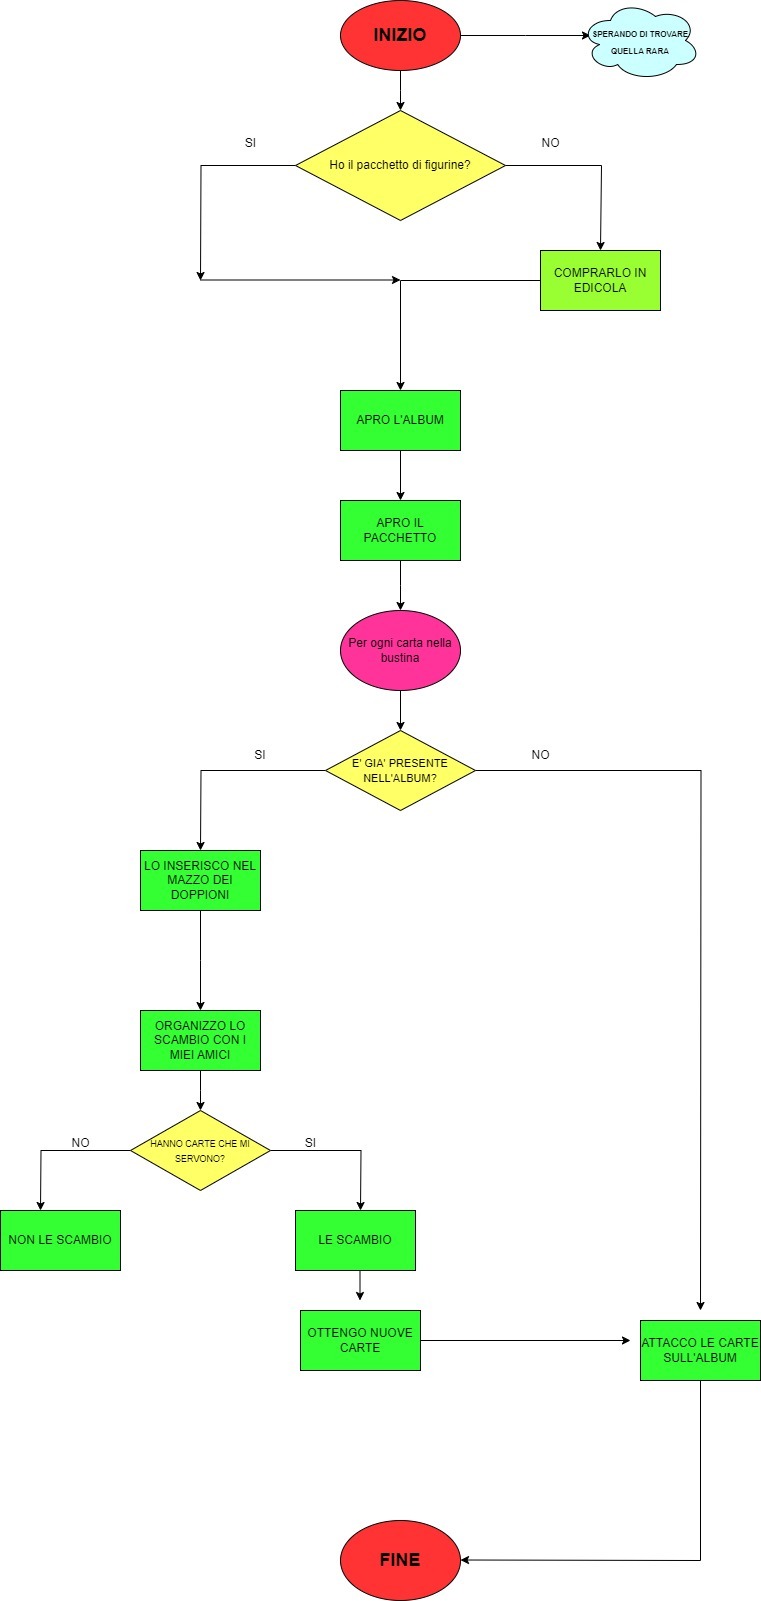 INIZIO
SPERANDO DI TROVARE
QUELLA RARA
SI
NO
Ho il pacchetto di figurine?
COMPRARLO IN
EDICOLA
APRO L'ALBUM
APRO IL
PACCHETTO
Per ogni carta nella
bustina
SI
NO
E' GIA' PRESENTE
NELL'ALBUM?
LO INSERISCO NEL
MAZZO DEI
DOPPIONI
ORGANIZZO LO
SCAMBIO CON I
MIEI AMICI
NO
SI
HANNO CARTE CHE MI
SERVONO?
NON LE SCAMBIO
LE SCAMBIO
OTTENGO NUOVE
CARTE
ATTACCO LE CARTE
SULL'ALBUM
FINE